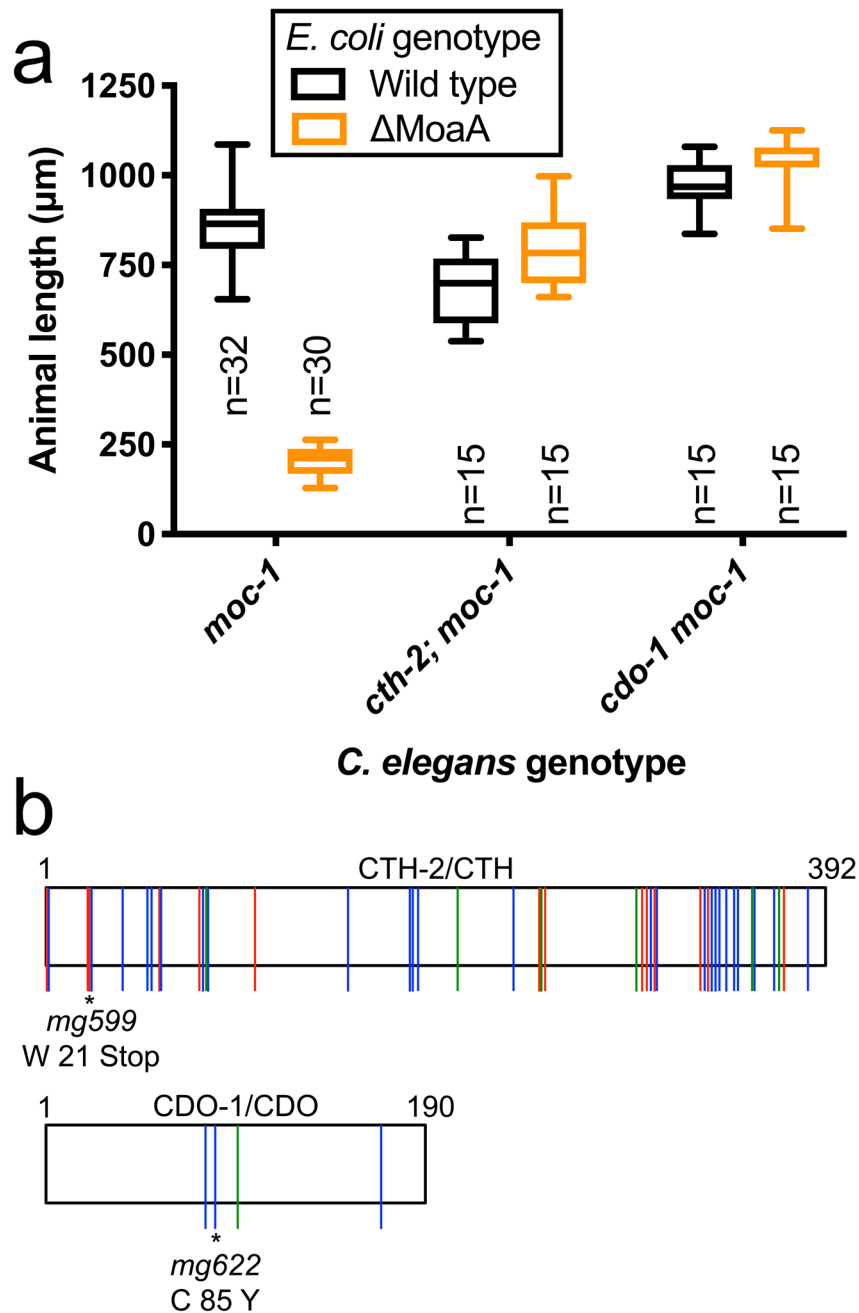 a
E. coli genotype
Wild type
ΔMoaA
Animal length (µm)
1250
1000
750
500
250
0
n=32
n=30
n=15
n=15
n=15
n=15
moc-1
cth-2; moc-1
cdo-1 moc-1
C. elegans genotype
b
1 CTH-2/CTH 392
*
mg599
W 21 Stop
1 CDO-1/CDO 190
*
mg622
C 85 Y